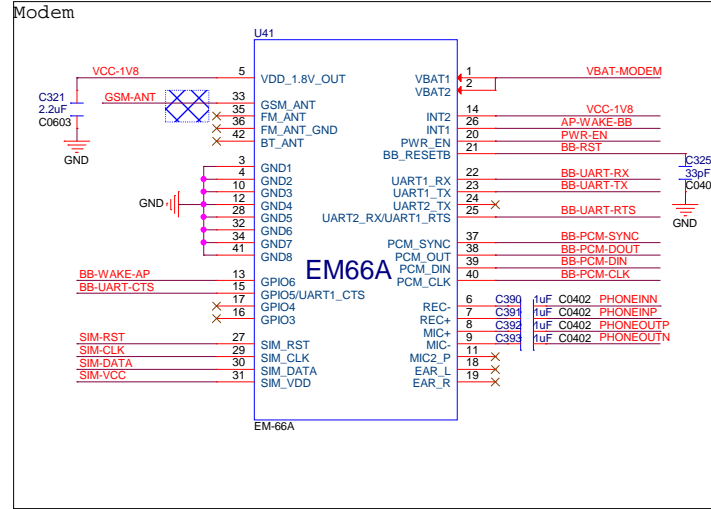 Modem
U41
VCC-1V8 5 VDD_1.8V_OUT VBAT1 1 VBAT-MODEM
VBAT2 2
C321
2.2uF
C0603
GND
GSM-ANT 33 GSM_ANT
35 FM_ANT
36 FM_ANT_GND
42 BT_ANT
INT2 14 VCC-1V8
INT1 26 AP-WAKE-BB
PWR_EN 20 PWR-EN
BB_RESETB 21 BB-RST
C325
33pF
C040
GND
3 GND1
4 GND2
10 GND3
GND 12 GND4
28 GND5
32 GND6
34 GND7
41 GND8
UART1_RX 22 BB-UART-RX
UART1_TX 23 BB-UART-TX
UART2_TX 24
UART2_RX/UART1_RTS 25 BB-UART-RTS
PCM_SYNC 37 BB-PCM-SYNC
PCM_OUT 38 BB-PCM-DOUT
PCM_DIN 39 BB-PCM-DIN
PCM_CLK 40 BB-PCM-CLK
EM66A
BB-WAKE-AP 13 GPIO6
BB-UART-CTS 15 GPIO5/UART1_CTS
17 GPIO4
16 GPIO3
REC- 6 C390 1uF C0402 PHONEINN
REC+ 7 C391 1uF C0402 PHONEINP
MIC+ 8 C392 1uF C0402 PHONEOUTP
MIC- 9 C393 1uF C0402 PHONEOUTN
MIC2_P 11
EAR_L 18
EAR_R 19
SIM-RST 27 SIM_RST
SIM-CLK 29 SIM_CLK
SIM-DATA 30 SIM_DATA
SIM-VCC 31 SIM_VDD
EM-66A